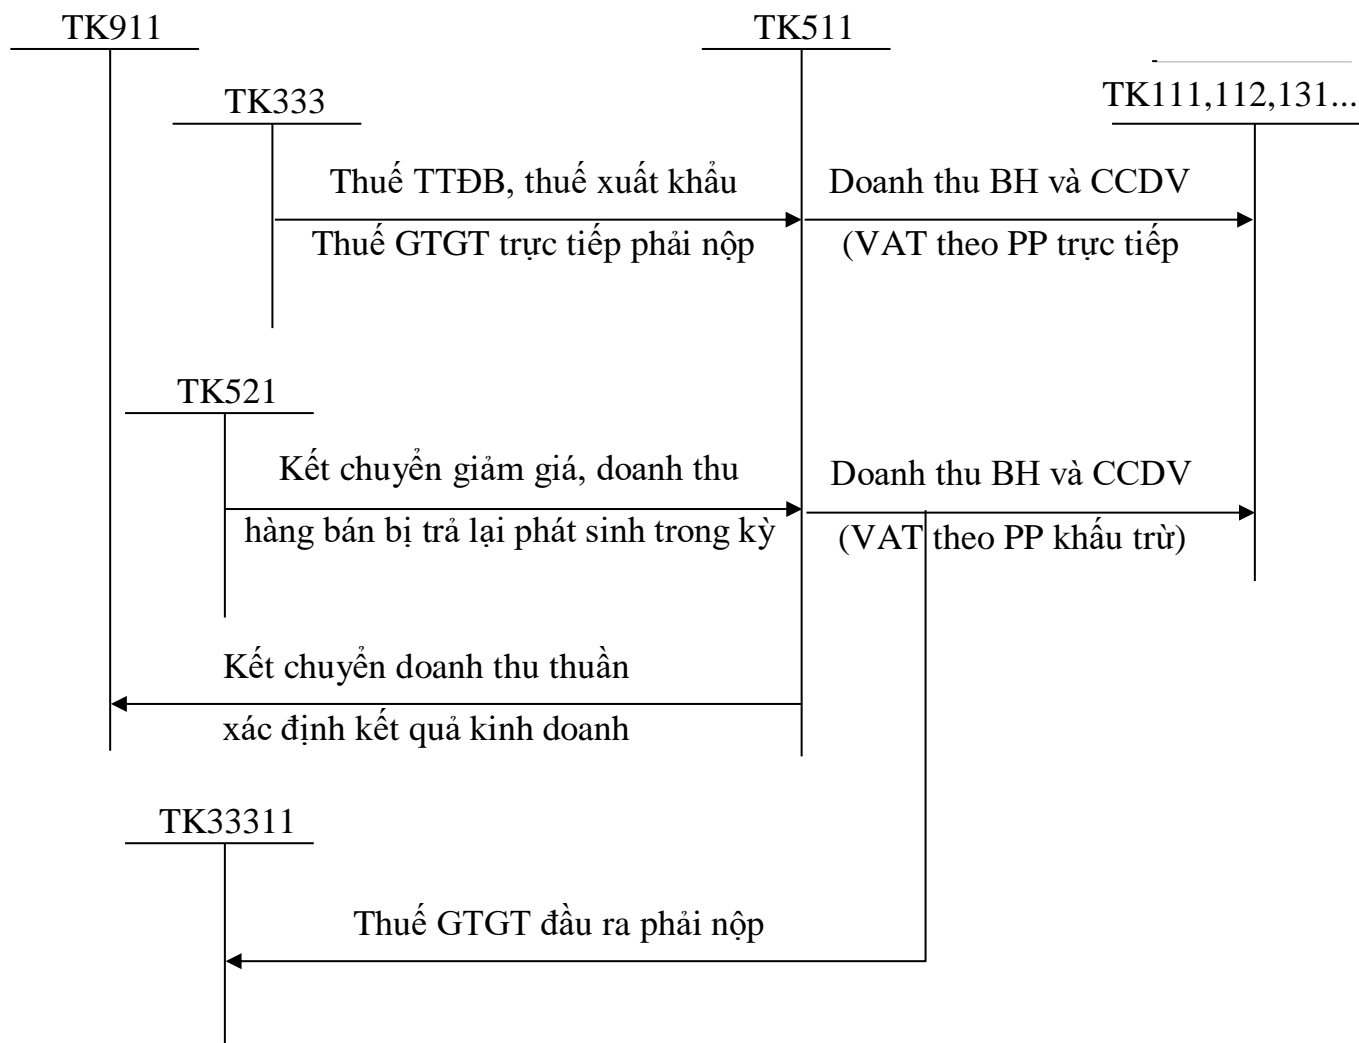 TK911
TK511
TK333
TK111,112,131...
Thuế TTĐB, thuế xuất khẩu
Doanh thu BH và CCDV
Thuế GTGT trực tiếp phải nộp
(VAT theo PP trực tiếp
TK521
Kết chuyển giảm giá, doanh thu
Doanh thu BH và CCDV
hàng bán bị trả lại phát sinh trong kỳ
(VAT theo PP khấu trừ)
Kết chuyển doanh thu thuần
xác định kết quả kinh doanh
TK33311
Thuế GTGT đầu ra phải nộp